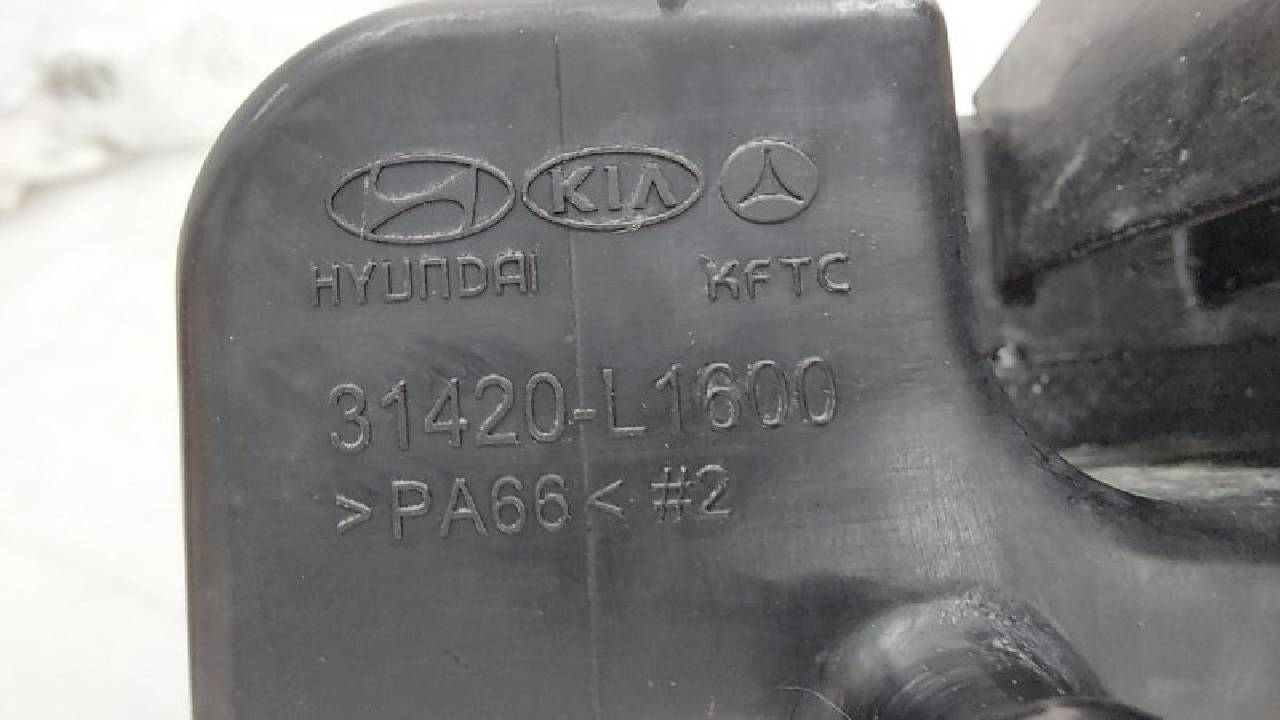 KIA
HYUNDAI KFTC
31420-L1600
>PA66< #2